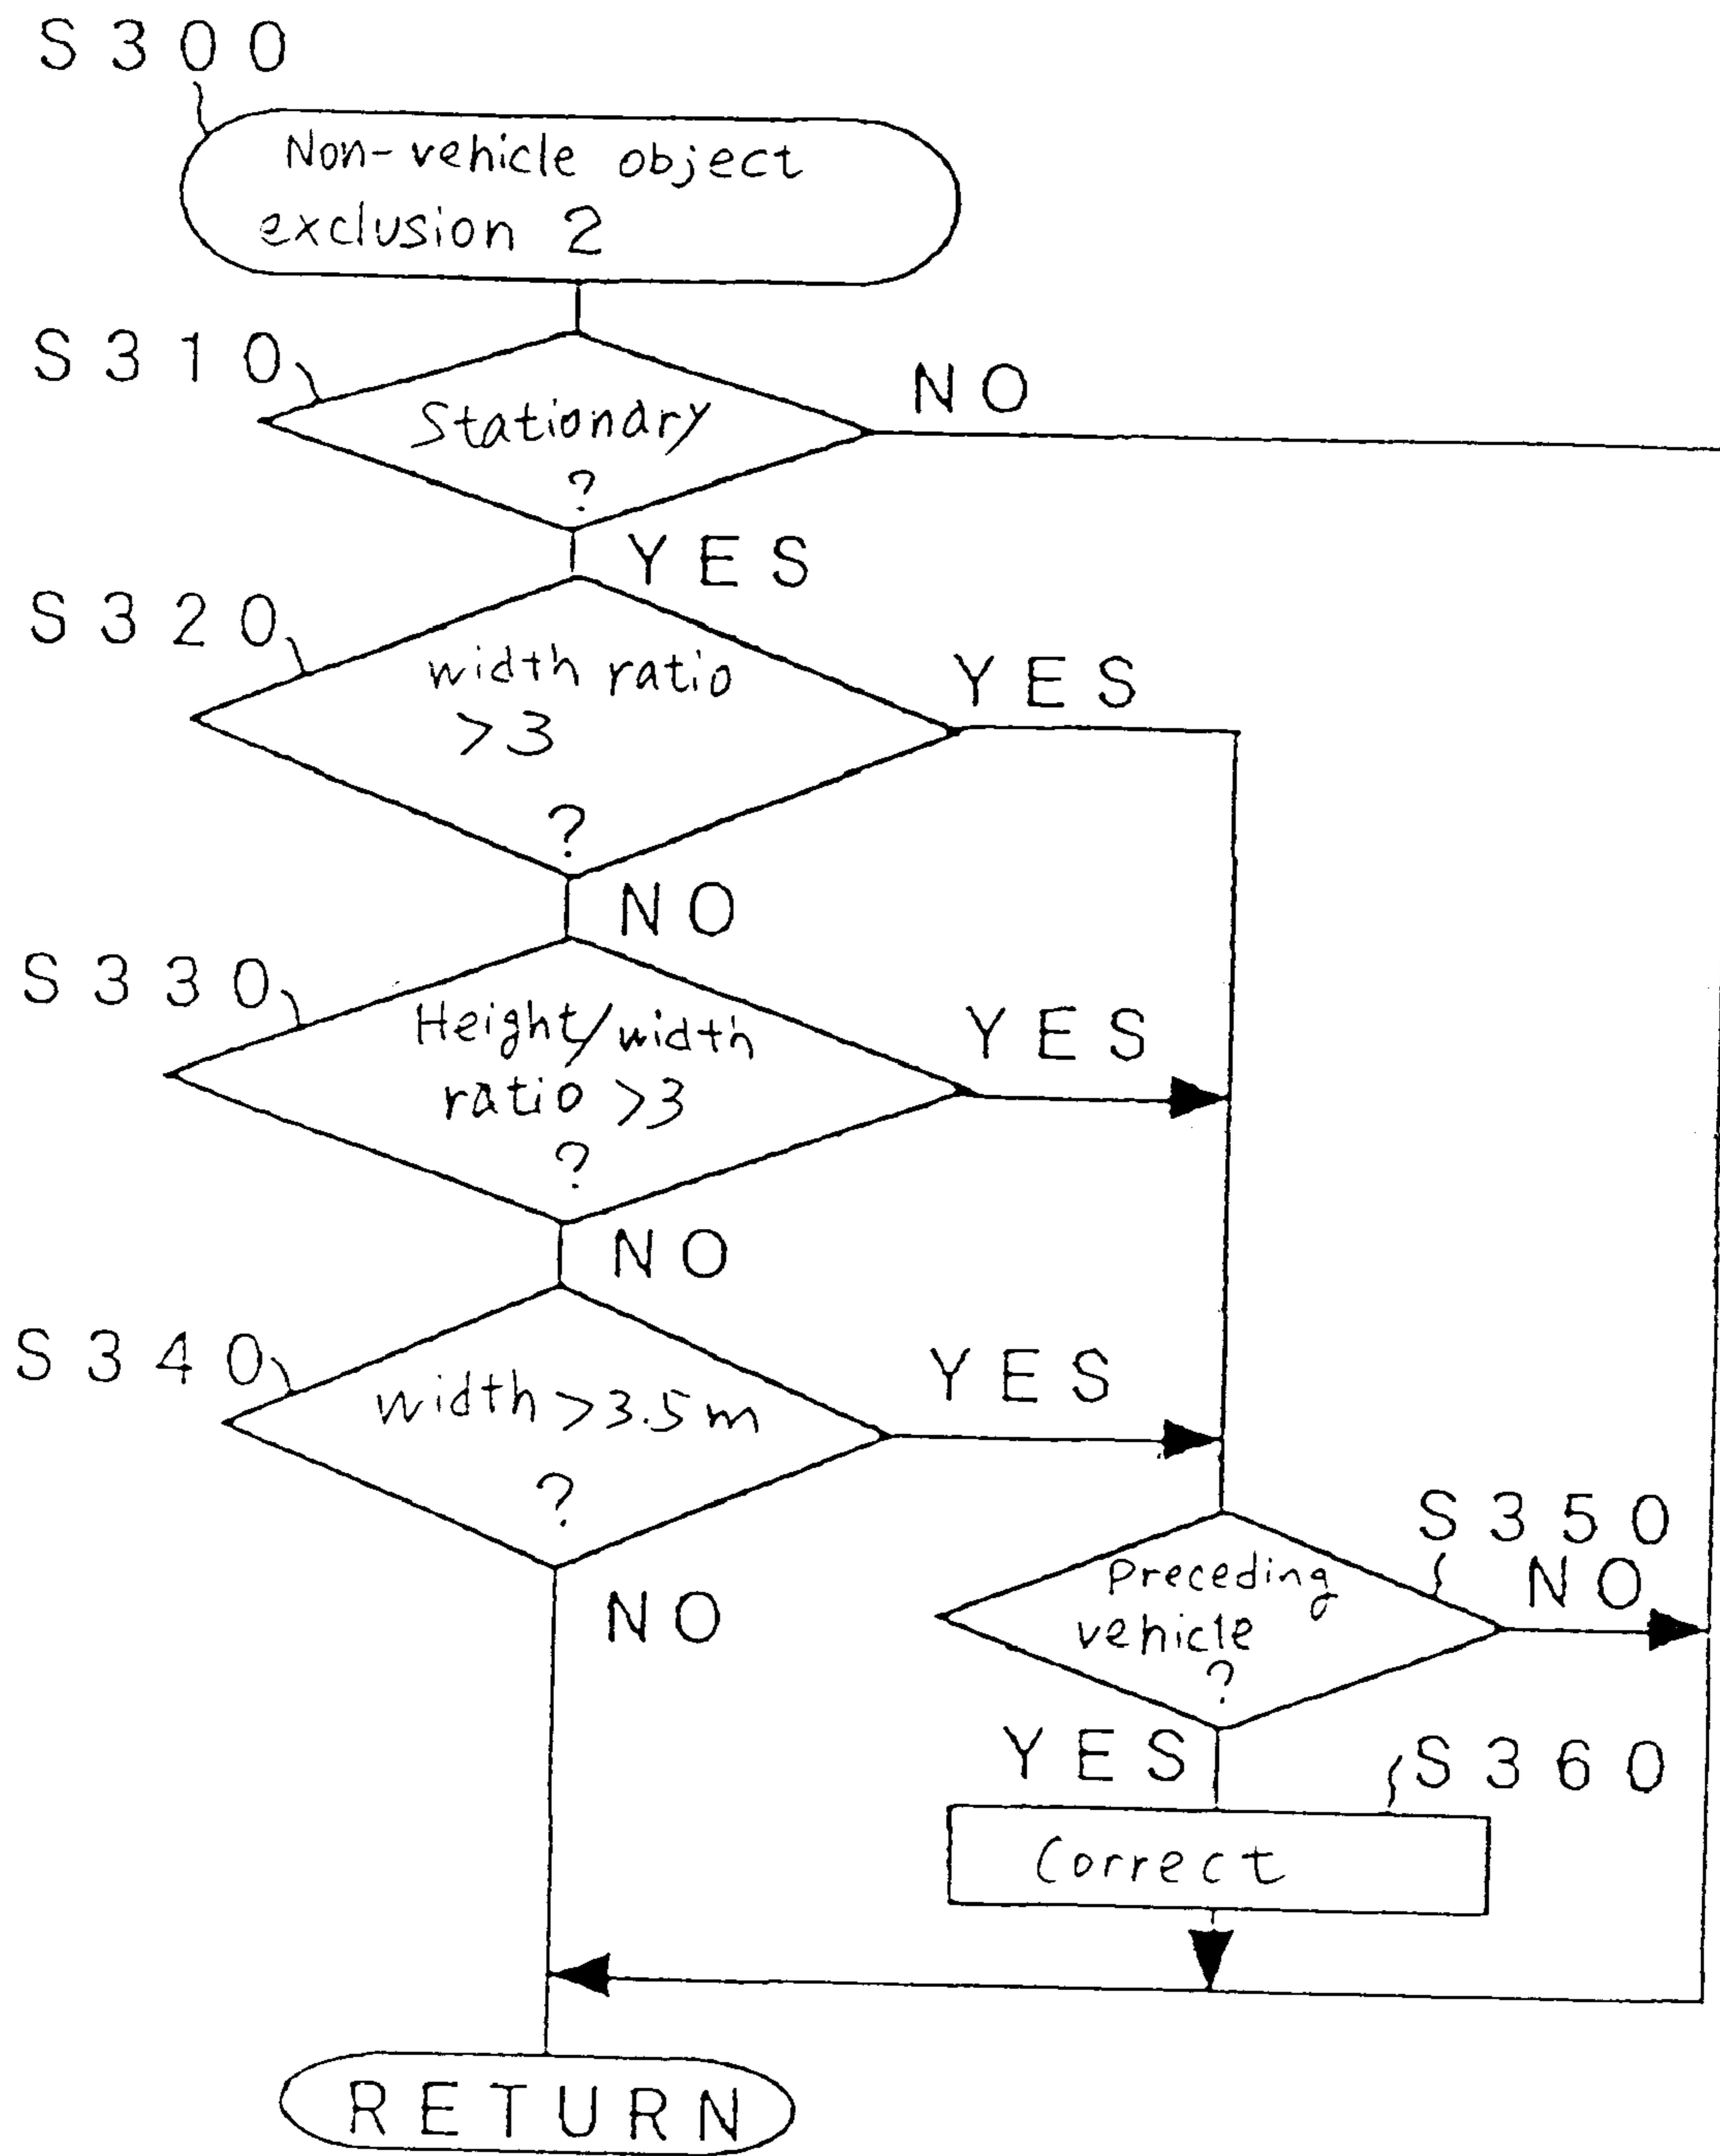 S300
Non-vehicle object
exclusion 2
S310
Stationary
?
NO
YES
S320
width ratio
>3
?
YES
NO
S330
Height/width
ratio >3
?
YES
NO
S340
width >3.5m
?
YES
NO
S350
Preceding
vehicle
?
NO
YES
S360
Correct
RETURN